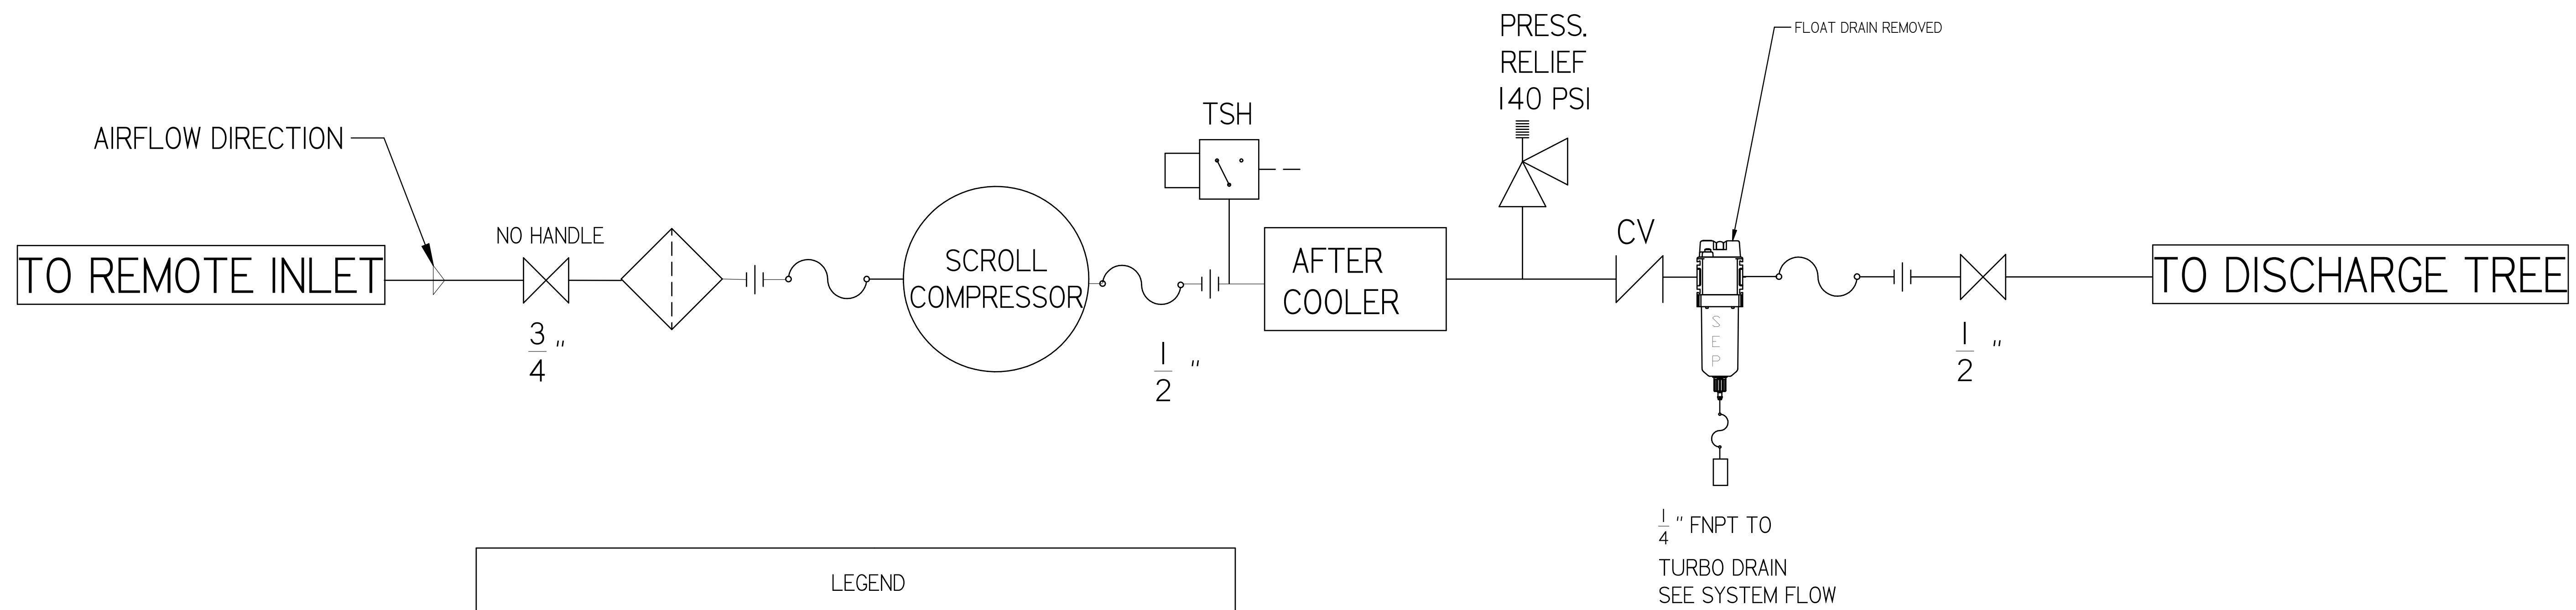 PRESS.
RELIEF
140 PSI
FLOAT DRAIN REMOVED
TSH
AIRFLOW DIRECTION
NO HANDLE
CV
TO REMOTE INLET
SCROLL
COMPRESSOR
AFTER
COOLER
TO DISCHARGE TREE
S
E
P
3/4 "
1/2 "
1/2 "
1/4 " FNPT TO
TURBO DRAIN
SEE SYSTEM FLOW
LEGEND